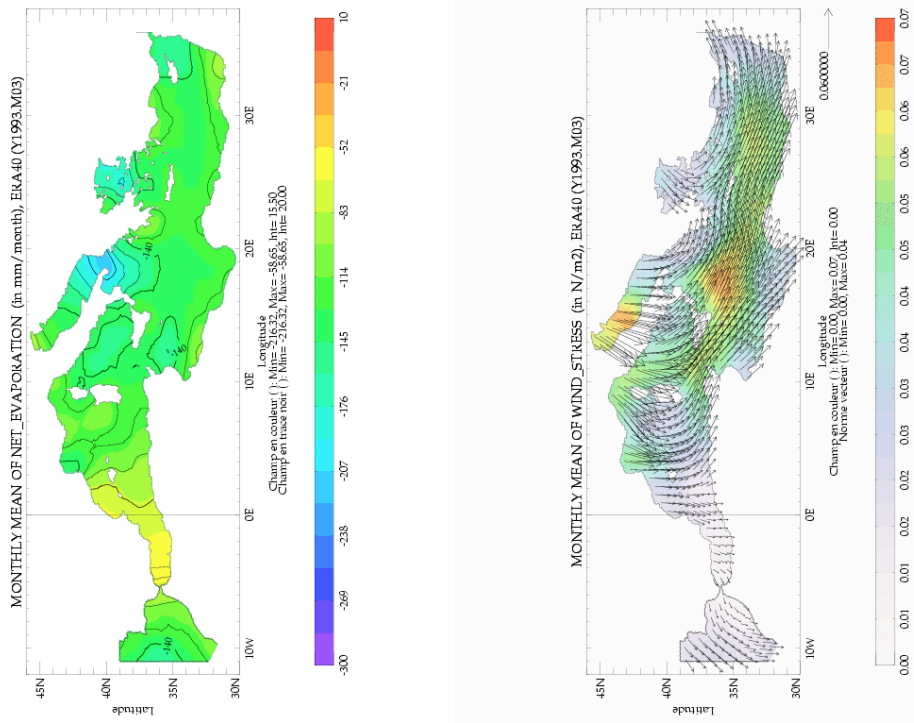 MONTHLY MEAN OF NET_EVAPORATION (in mm/month), ERA40 (Y1993.M03)
45N
40N
35N
30N
Latitude
10W
0E
10E
20E
30E
Longitude
-140
-140
-140
Champ en couleur ( ): Min= -216.32, Max= -58.65, Int= 15.50
Champ en trace noir ( ): Min= -216.32, Max= -58.65, Int= 20.00
-300
-269
-238
-207
-176
-145
-114
-83
-52
-21
10
MONTHLY MEAN OF WIND_STRESS (in N/m2), ERA40 (Y1993.M03)
45N
40N
35N
30N
Latitude
10W
0E
10E
20E
30E
Longitude
0.0600000
Champ en couleur ( ): Min= 0.00, Max= 0.07, Int= 0.00
Norme vecteur ( ): Min= 0.00, Max= 0.04
0.00
0.01
0.01
0.02
0.02
0.03
0.03
0.04
0.04
0.05
0.05
0.06
0.06
0.07
0.07